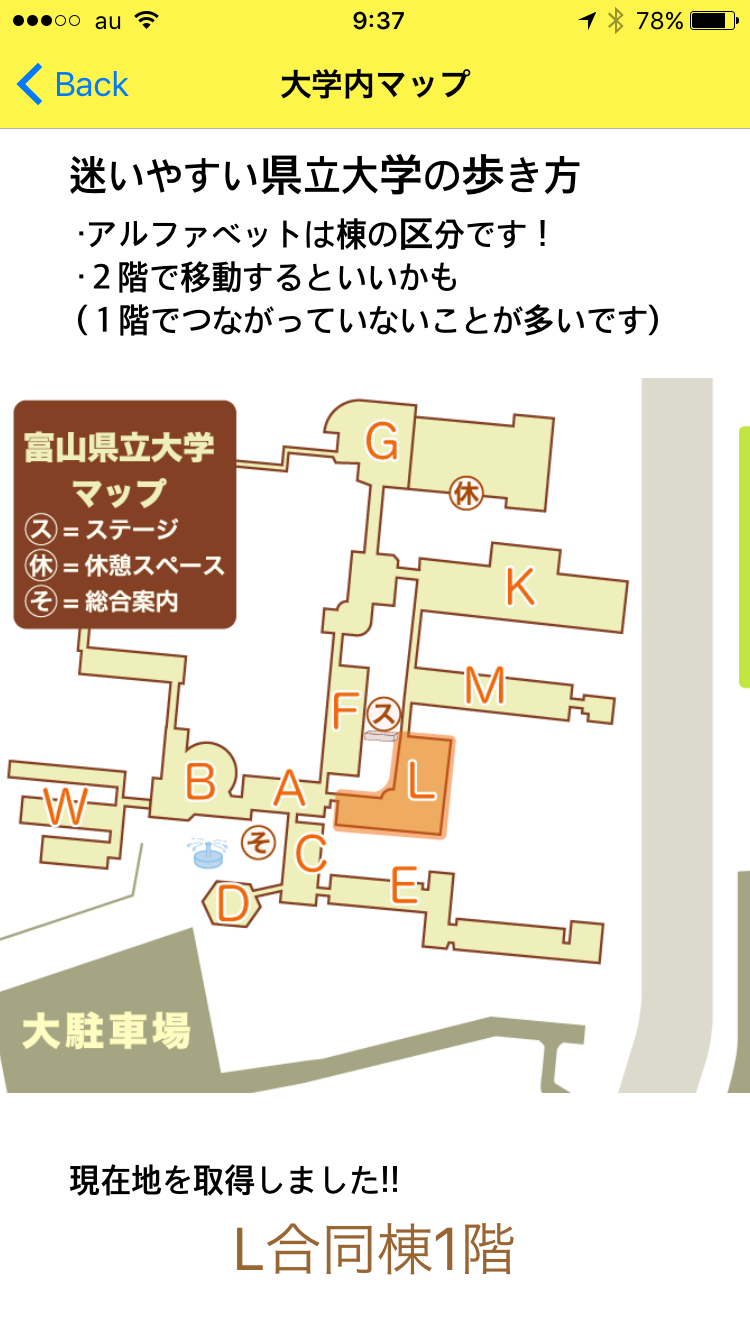 au 9:37 78%
Back 大学内マップ
迷いやすい県立大学の歩き方
・アルファベットは棟の区分です！
・２階で移動するといいかも
（１階でつながっていないことが多いです）
富山県立大学
マップ
ス = ステージ
休 = 休憩スペース
そ = 総合案内
G
休
K
M
F
ス
L
B
A
W
そ
C
D
E
大駐車場
現在地を取得しました!!
L合同棟1階